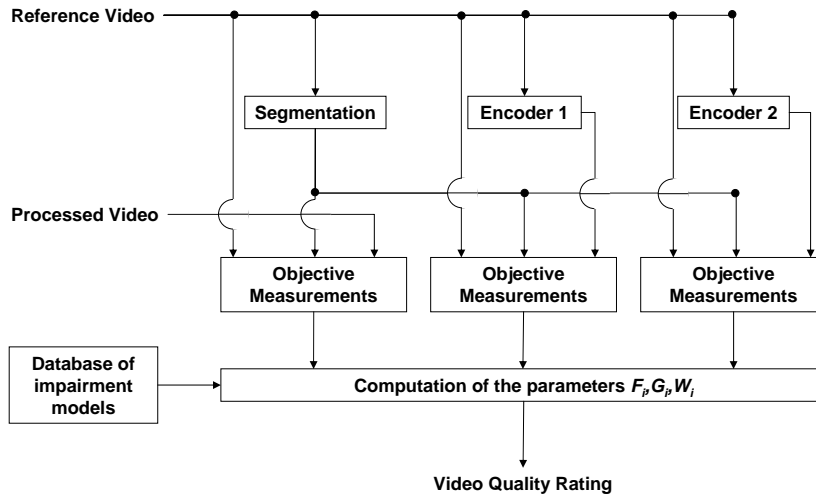 Reference Video
Segmentation
Encoder 1
Encoder 2
Processed Video
Objective
Measurements
Objective
Measurements
Objective
Measurements
Database of
impairment
models
Computation of the parameters Fi,Gi,Wi
Video Quality Rating